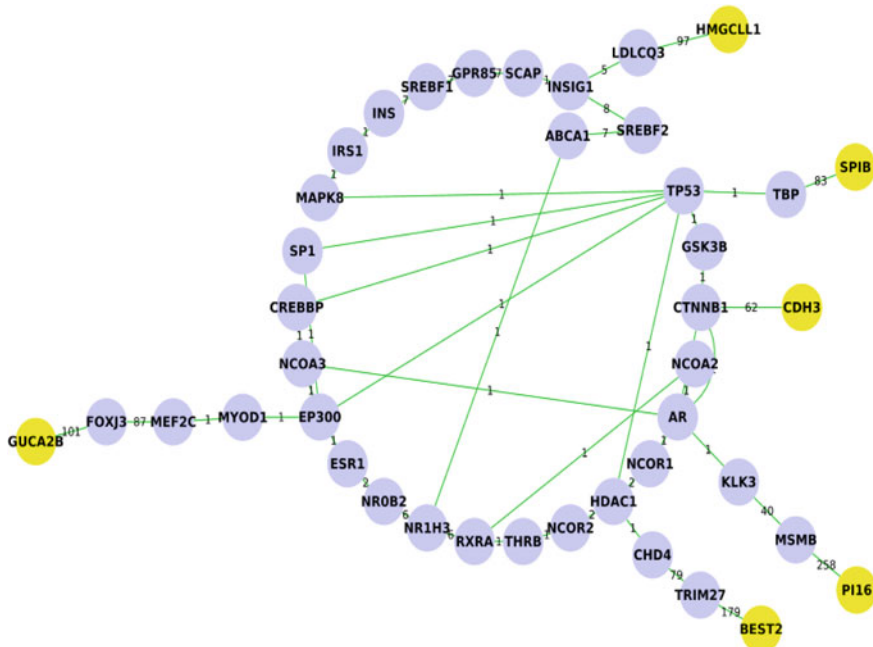 HMGCLL1
97
LDLCQ3
5
GPR85
7
SCAP
1
INSIG1
SREBF1
7
8
INS
ABCA1
7
SREBF2
1
IRS1
1
MAPK8
1
TP53
1
TBP
83
SPIB
SP1
1
1
GSK3B
1
1
CREBBP
1
CTNNB1
62
CDH3
1
1
1
NCOA3
1
NCOA2
1
1
1
GUCA2B
101
FOXJ3
87
MEF2C
1
MYOD1
1
EP300
AR
1
ESR1
1
1
1
NCOR1
KLK3
2
NR0B2
2
HDAC1
40
6
NR1H3
6
RXRA
1
THRB
1
NCOR2
2
1
MSMB
CHD4
258
79
PI16
TRIM27
179
BEST2